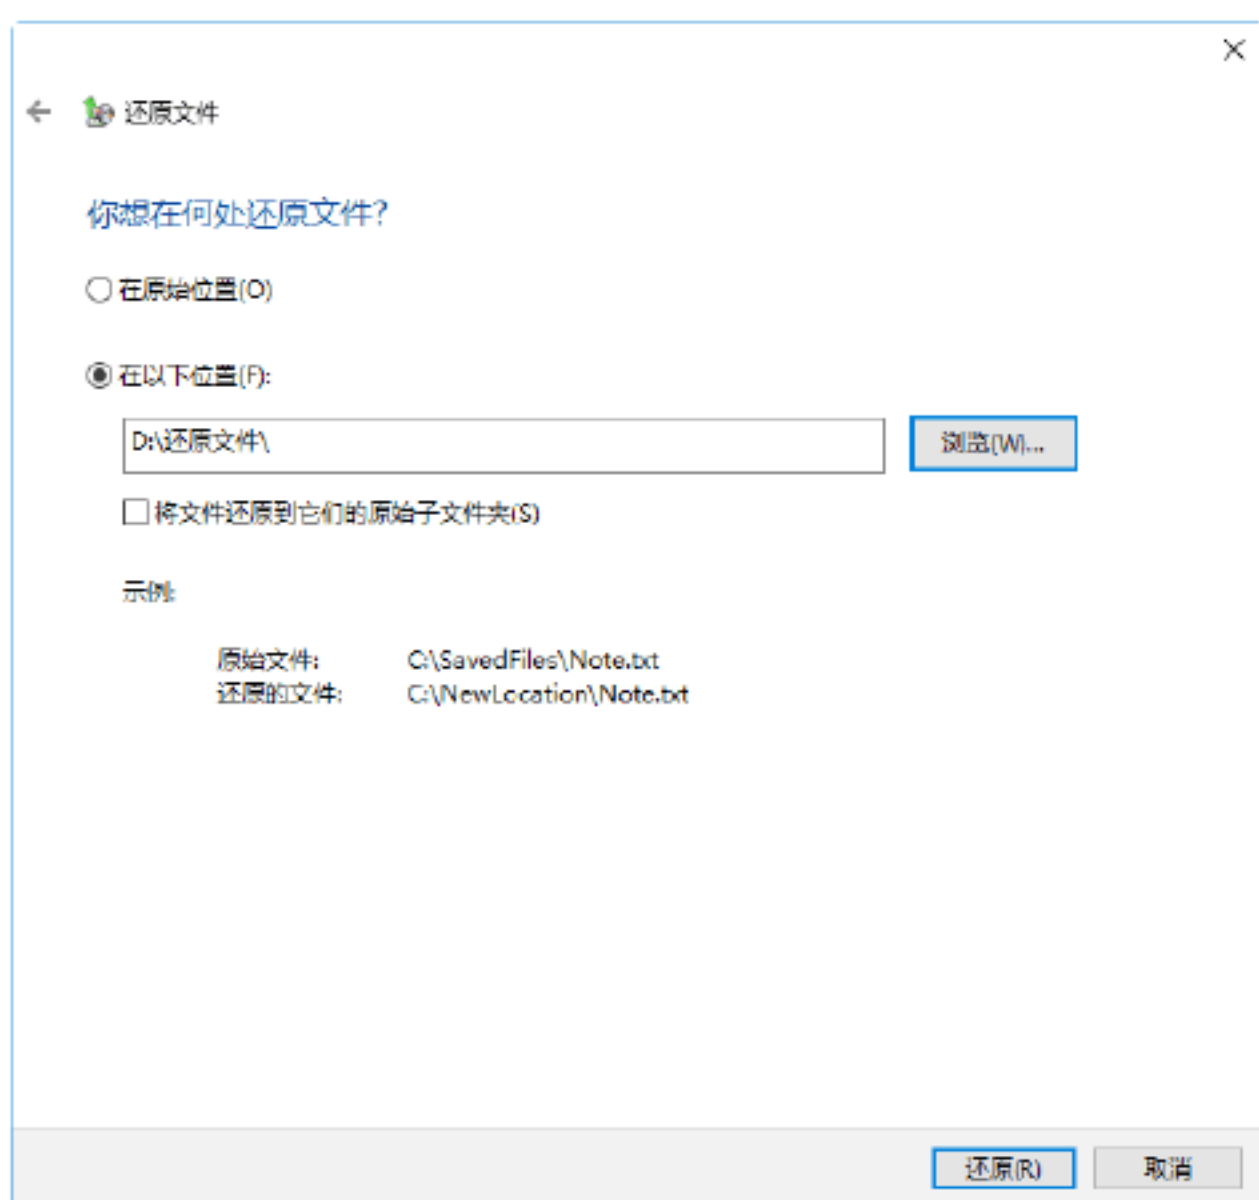 还原文件
你想在何处还原文件?
在原始位置(O)
在以下位置(F):
D:\还原文件\
浏览(W)...
将文件还原到它们的原始子文件夹(S)
示例:
原始文件: C:\SavedFiles\Note.txt
还原的文件: C:\NewLocation\Note.txt
还原(R) 取消